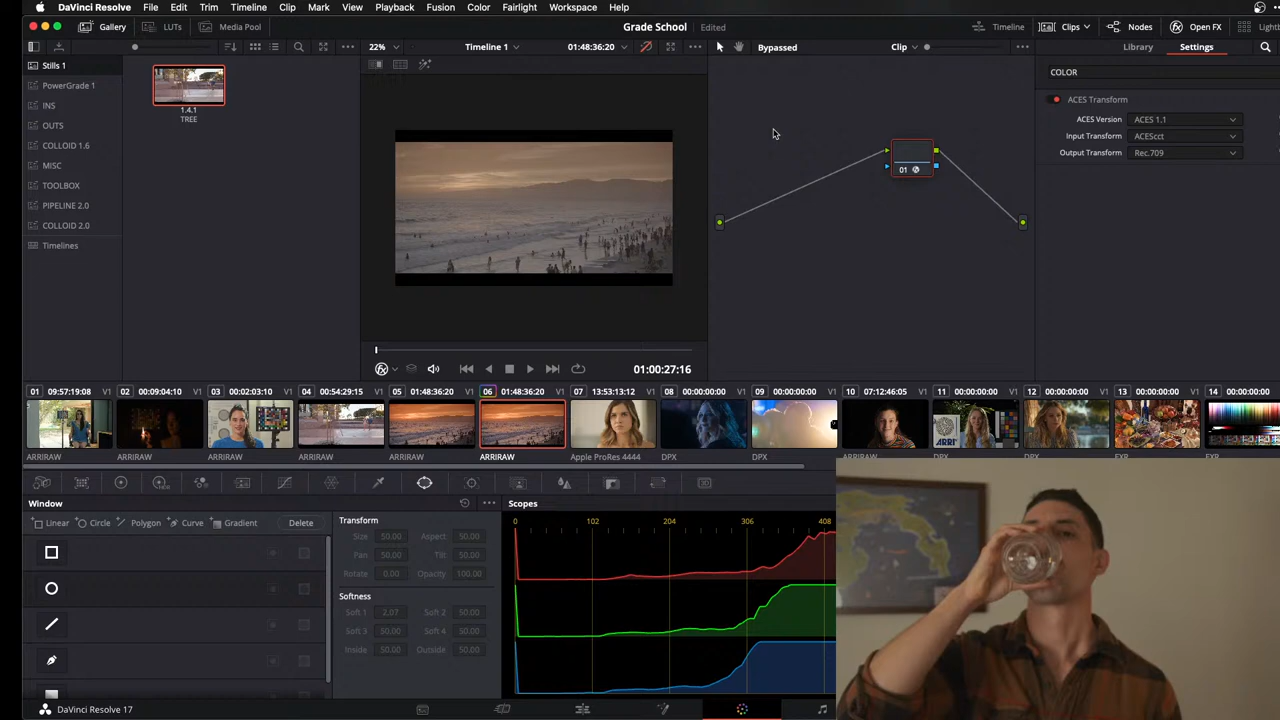 DaVinci Resolve File Edit Trim Timeline Clip Mark View Playback Fusion Color Fairlight Workspace Help
Gallery LUTs Media Pool Grade School Edited Timeline Clips Nodes Open FX Light
22% Timeline 1 01:48:36:20 Bypassed Clip Library Settings
Stills 1
PowerGrade 1
INS
OUTS
COLLOID 1.6
MISC
TOOLBOX
PIPELINE 2.0
COLLOID 2.0
Timelines
1.4.1
TREE
COLOR
ACES Transform
ACES Version ACES 1.1
Input Transform ACEScct
Output Transform Rec.709
01
01:00:27:16
01 09:57:19:08 V1 02 00:09:04:10 V1 03 00:02:03:10 V1 04 04:54:29:15 V1 05 01:48:36:20 V1 06 01:48:36:20 V1 07 13:53:13:12 V1 08 00:00:00:00 V1 09 00:00:00:00 V1 10 07:12:46:05 V1 11 00:00:00:00 V1 12 00:00:00:00 V1 13 00:00:00:00 V1 14 00:00:00:00
ARRI
ARRIRAW ARRIRAW ARRIRAW ARRIRAW ARRIRAW ARRIRAW Apple ProRes 4444 DPX DPX
Window Scopes
Linear Circle Polygon Curve Gradient Delete
Transform
Size 50.00 Aspect 50.00
Pan 50.00 Tilt 50.00
Rotate 0.00 Opacity 100.00
Softness
Soft 1 2.07 Soft 2 50.00
Soft 3 50.00 Soft 4 50.00
Inside 50.00 Outside 50.00
0 102 204 306 408
DaVinci Resolve 17